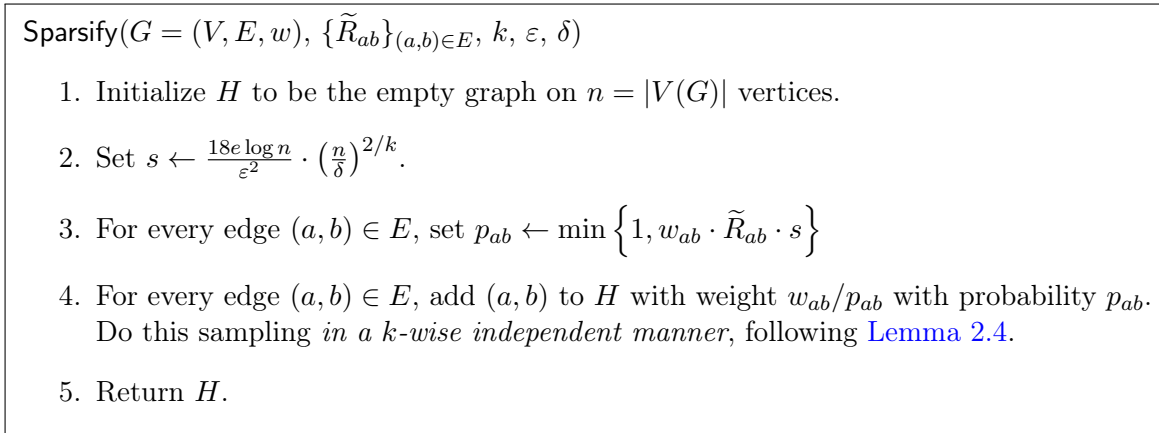 Sparsify(G = (V, E, w), {R̃_ab}_(a,b)∈E, k, ε, δ)
1. Initialize H to be the empty graph on n = |V(G)| vertices.
2. Set s ← (18e log n / ε²) · (n/δ)^{2/k}.
3. For every edge (a, b) ∈ E, set p_ab ← min {1, w_ab · R̃_ab · s}
4. For every edge (a, b) ∈ E, add (a, b) to H with weight w_ab/p_ab with probability p_ab.
Do this sampling in a k-wise independent manner, following Lemma 2.4.
5. Return H.